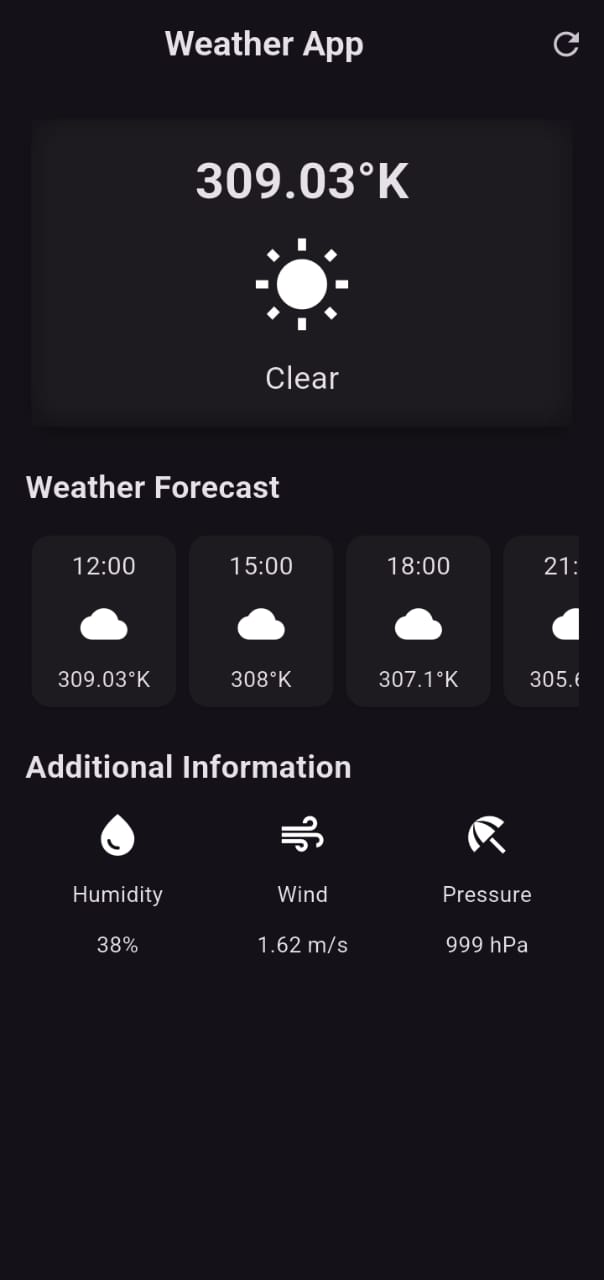 Weather App
309.03°K
Clear
Weather Forecast
12:00 15:00 18:00 21:
309.03°K 308°K 307.1°K 305.6
Additional Information
Humidity Wind Pressure
38% 1.62 m/s 999 hPa